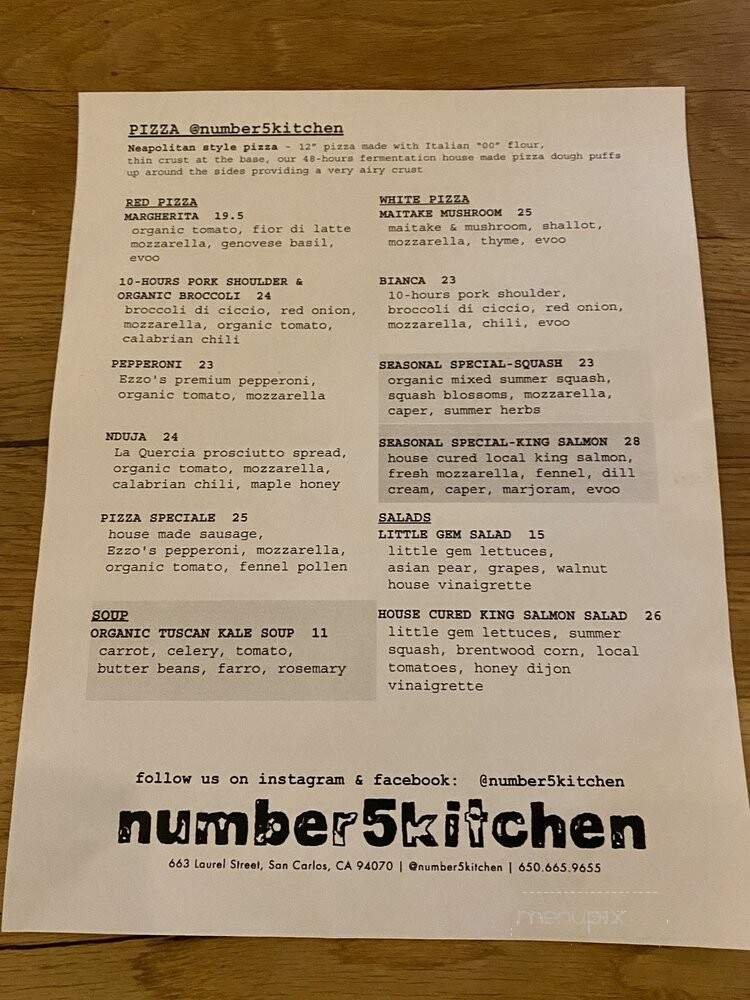 PIZZA @number5kitchen
Neapolitan style pizza - 12" pizza made with Italian "00" flour,
thin crust at the base, our 48-hours fermentation house made pizza dough puffs
up around the sides providing a very airy crust
RED PIZZA
MARGHERITA 19.5
organic tomato, fior di latte
mozzarella, genovese basil,
evoo
10-HOURS PORK SHOULDER &
ORGANIC BROCCOLI 24
broccoli di ciccio, red onion,
mozzarella, organic tomato,
calabrian chili
PEPPERONI 23
Ezzo's premium pepperoni,
organic tomato, mozzarella
NDUJA 24
La Quercia prosciutto spread,
organic tomato, mozzarella,
calabrian chili, maple honey
PIZZA SPECIALE 25
house made sausage,
Ezzo's pepperoni, mozzarella,
organic tomato, fennel pollen
SOUP
ORGANIC TUSCAN KALE SOUP 11
carrot, celery, tomato,
butter beans, farro, rosemary
WHITE PIZZA
MAITAKE MUSHROOM 25
maitake & mushroom, shallot,
mozzarella, thyme, evoo
BIANCA 23
10-hours pork shoulder,
broccoli di ciccio, red onion,
mozzarella, chili, evoo
SEASONAL SPECIAL-SQUASH 23
organic mixed summer squash,
squash blossoms, mozzarella,
caper, summer herbs
SEASONAL SPECIAL-KING SALMON 28
house cured local king salmon,
fresh mozzarella, fennel, dill
cream, caper, marjoram, evoo
SALADS
LITTLE GEM SALAD 15
little gem lettuces,
asian pear, grapes, walnut
house vinaigrette
HOUSE CURED KING SALMON SALAD 26
little gem lettuces, summer
squash, brentwood corn, local
tomatoes, honey dijon
vinaigrette
follow us on instagram & facebook: @number5kitchen
number5kitchen
663 Laurel Street, San Carlos, CA 94070 | @number5kitchen | 650.665.9655
menupix